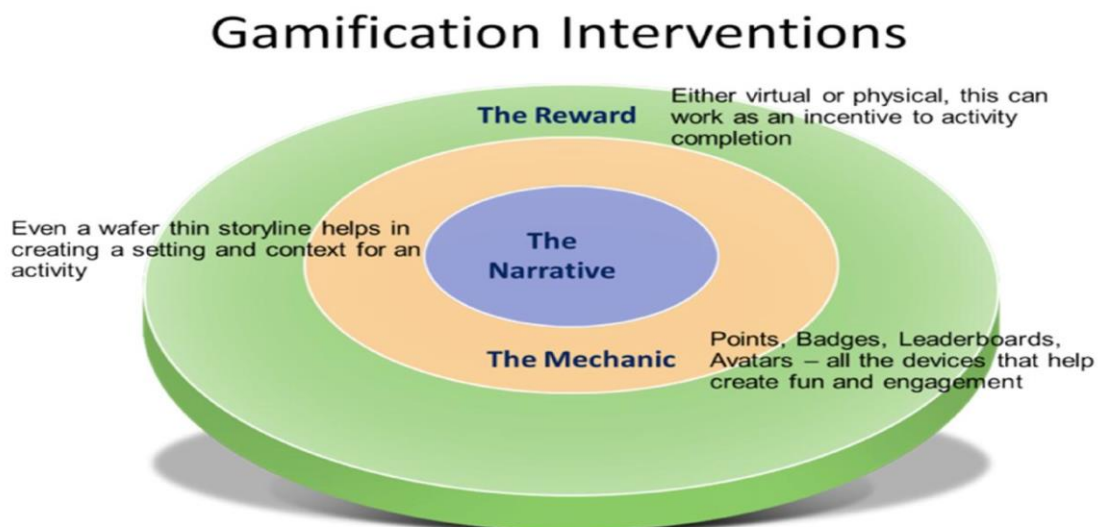 Gamification Interventions
The Reward
Either virtual or physical, this can
work as an incentive to activity
completion
Even a wafer thin storyline helps in
creating a setting and context for an
activity
The
Narrative
The Mechanic
Points, Badges, Leaderboards,
Avatars – all the devices that help
create fun and engagement